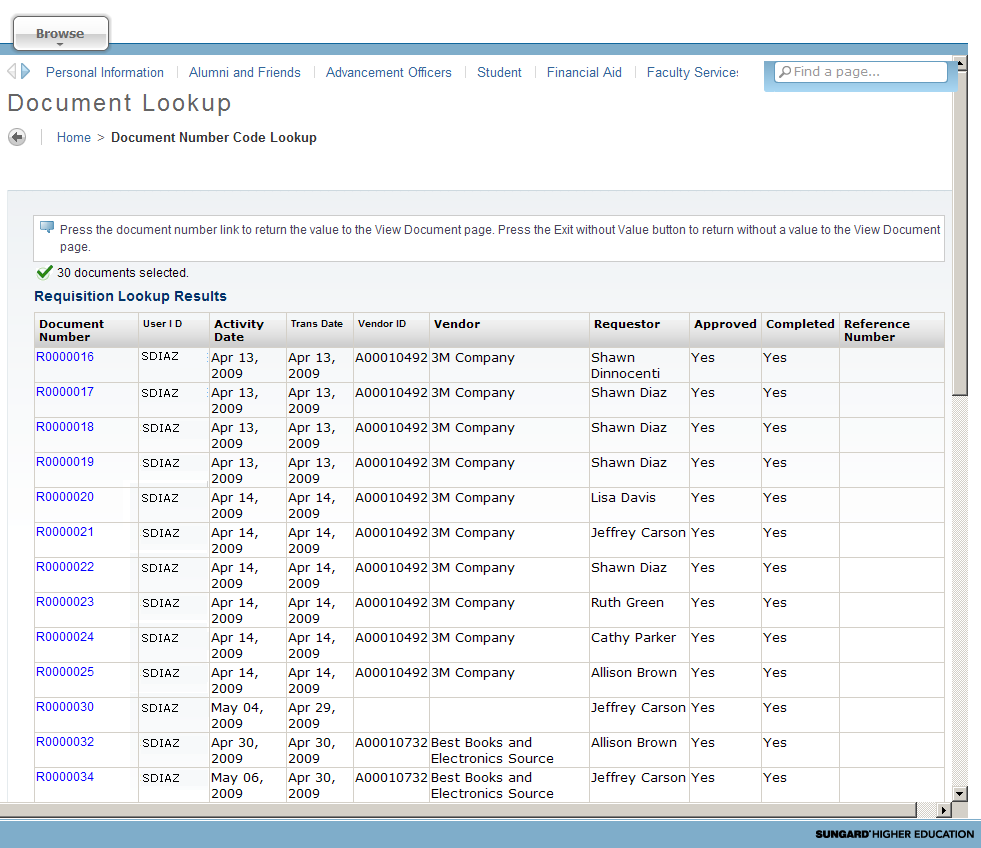 Browse
Personal Information Alumni and Friends Advancement Officers Student Financial Aid Faculty Services
Find a page...
Document Lookup
Home > Document Number Code Lookup
Press the document number link to return the value to the View Document page. Press the Exit without Value button to return without a value to the View Document
page.
30 documents selected.
Requisition Lookup Results
Document Number User I D Activity Date Trans Date Vendor ID Vendor Requestor Approved Completed Reference Number
R0000016 SDIAZ Apr 13, 2009 Apr 13, 2009 A00010492 3M Company Shawn Dinnocenti Yes Yes
R0000017 SDIAZ Apr 13, 2009 Apr 13, 2009 A00010492 3M Company Shawn Diaz Yes Yes
R0000018 SDIAZ Apr 13, 2009 Apr 13, 2009 A00010492 3M Company Shawn Diaz Yes Yes
R0000019 SDIAZ Apr 13, 2009 Apr 13, 2009 A00010492 3M Company Shawn Diaz Yes Yes
R0000020 SDIAZ Apr 14, 2009 Apr 14, 2009 A00010492 3M Company Lisa Davis Yes Yes
R0000021 SDIAZ Apr 14, 2009 Apr 14, 2009 A00010492 3M Company Jeffrey Carson Yes Yes
R0000022 SDIAZ Apr 14, 2009 Apr 14, 2009 A00010492 3M Company Shawn Diaz Yes Yes
R0000023 SDIAZ Apr 14, 2009 Apr 14, 2009 A00010492 3M Company Ruth Green Yes Yes
R0000024 SDIAZ Apr 14, 2009 Apr 14, 2009 A00010492 3M Company Cathy Parker Yes Yes
R0000025 SDIAZ Apr 14, 2009 Apr 14, 2009 A00010492 3M Company Allison Brown Yes Yes
R0000030 SDIAZ May 04, 2009 Apr 29, 2009 Jeffrey Carson Yes Yes
R0000032 SDIAZ Apr 30, 2009 Apr 30, 2009 A00010732 Best Books and Electronics Source Allison Brown Yes Yes
R0000034 SDIAZ May 06, 2009 Apr 30, 2009 A00010732 Best Books and Electronics Source Jeffrey Carson Yes Yes
SUNGARD HIGHER EDUCATION